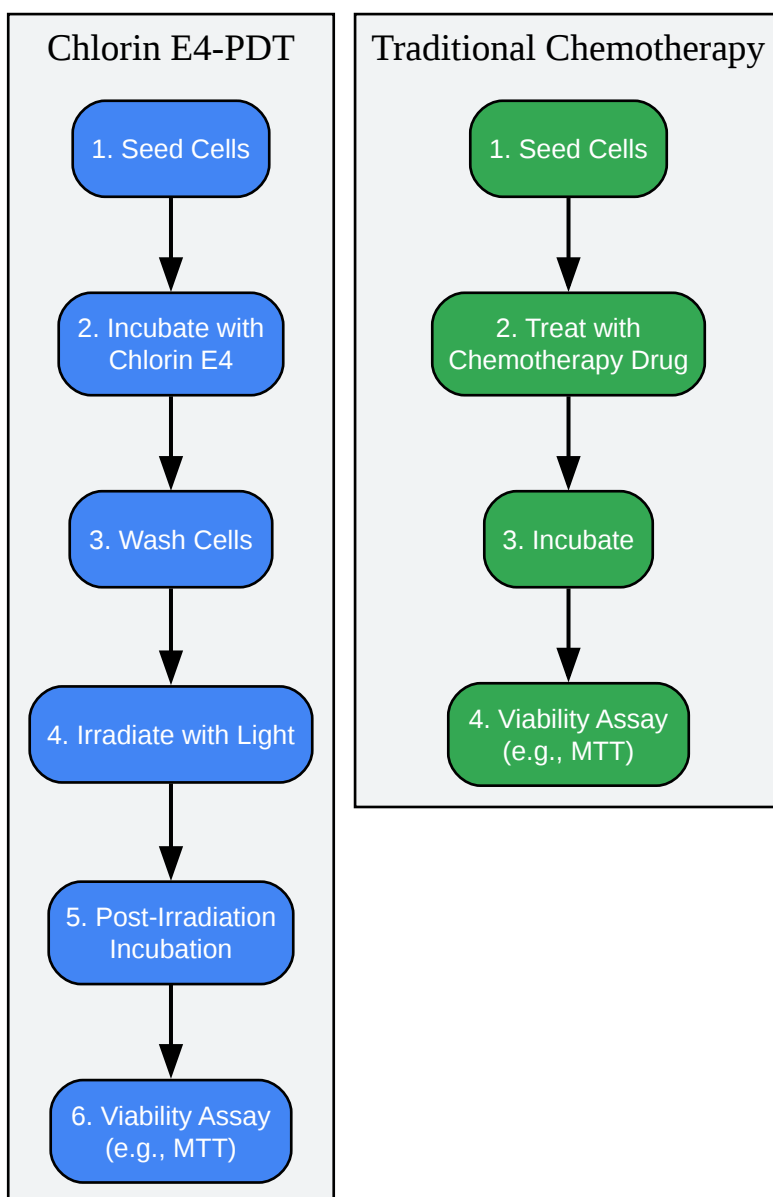 Chlorin E4-PDT
1. Seed Cells
2. Incubate with
Chlorin E4
3. Wash Cells
4. Irradiate with Light
5. Post-Irradiation
Incubation
6. Viability Assay
(e.g., MTT)
Traditional Chemotherapy
1. Seed Cells
2. Treat with
Chemotherapy Drug
3. Incubate
4. Viability Assay
(e.g., MTT)